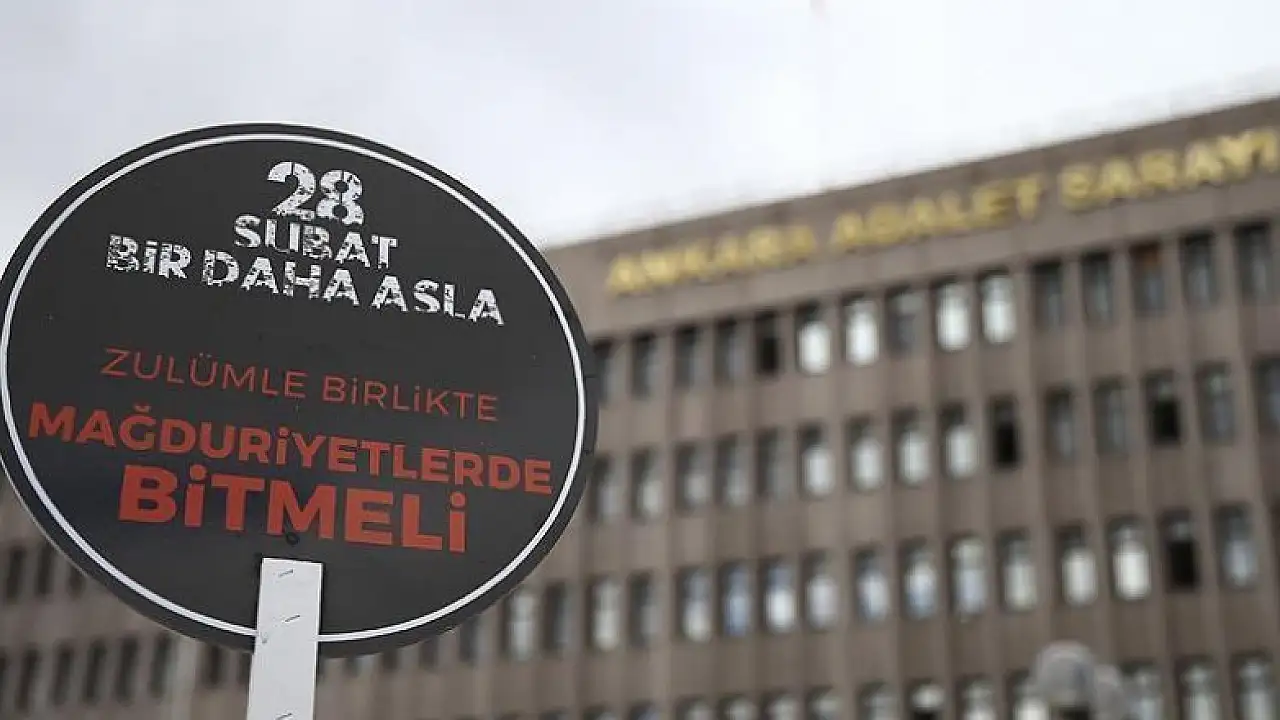 28
ŞUBAT
BİR DAHA ASLA
ZULÜMLE BİRLİKTE
MAĞDURİYETLERDE
BİTMELİ
ANKARA ADALET SARAYI